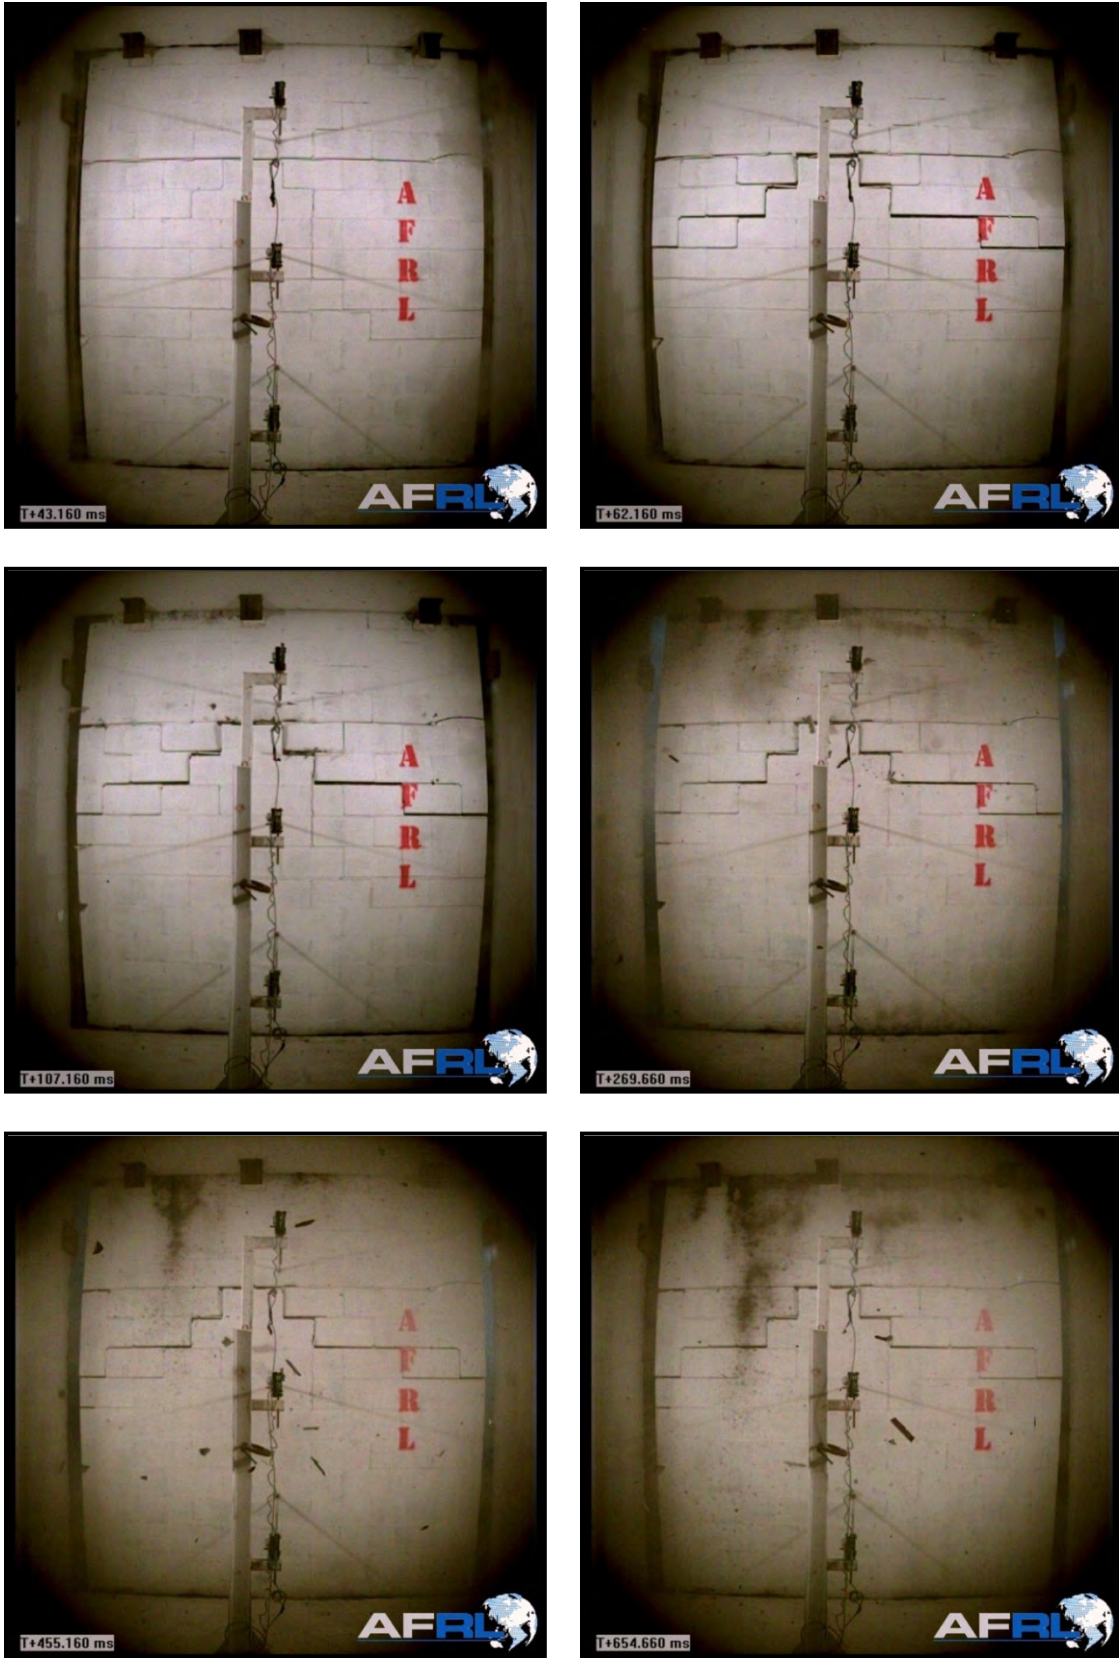 A
F
R
L
AFRL
T+43.160 ms
A
F
R
L
AFRL
T+62.160 ms
A
F
R
L
AFRL
T+107.160 ms
A
F
R
L
AFRL
T+269.660 ms
A
F
R
L
AFRL
T+455.160 ms
A
F
R
L
AFRL
T+654.660 ms